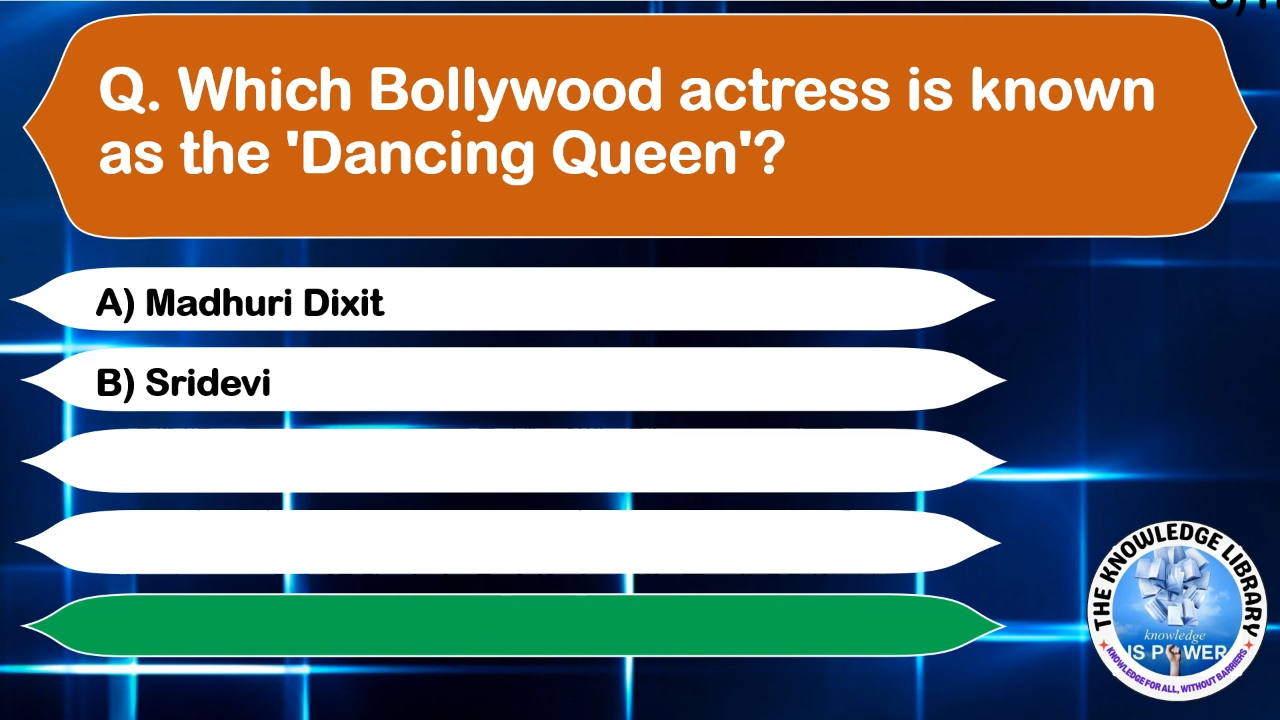 Q. Which Bollywood actress is known
as the 'Dancing Queen'?
A) Madhuri Dixit
B) Sridevi
THE KNOWLEDGE LIBRARY
knowledge
IS POWER
KNOWLEDGE FOR ALL, WITHOUT BARRIERS